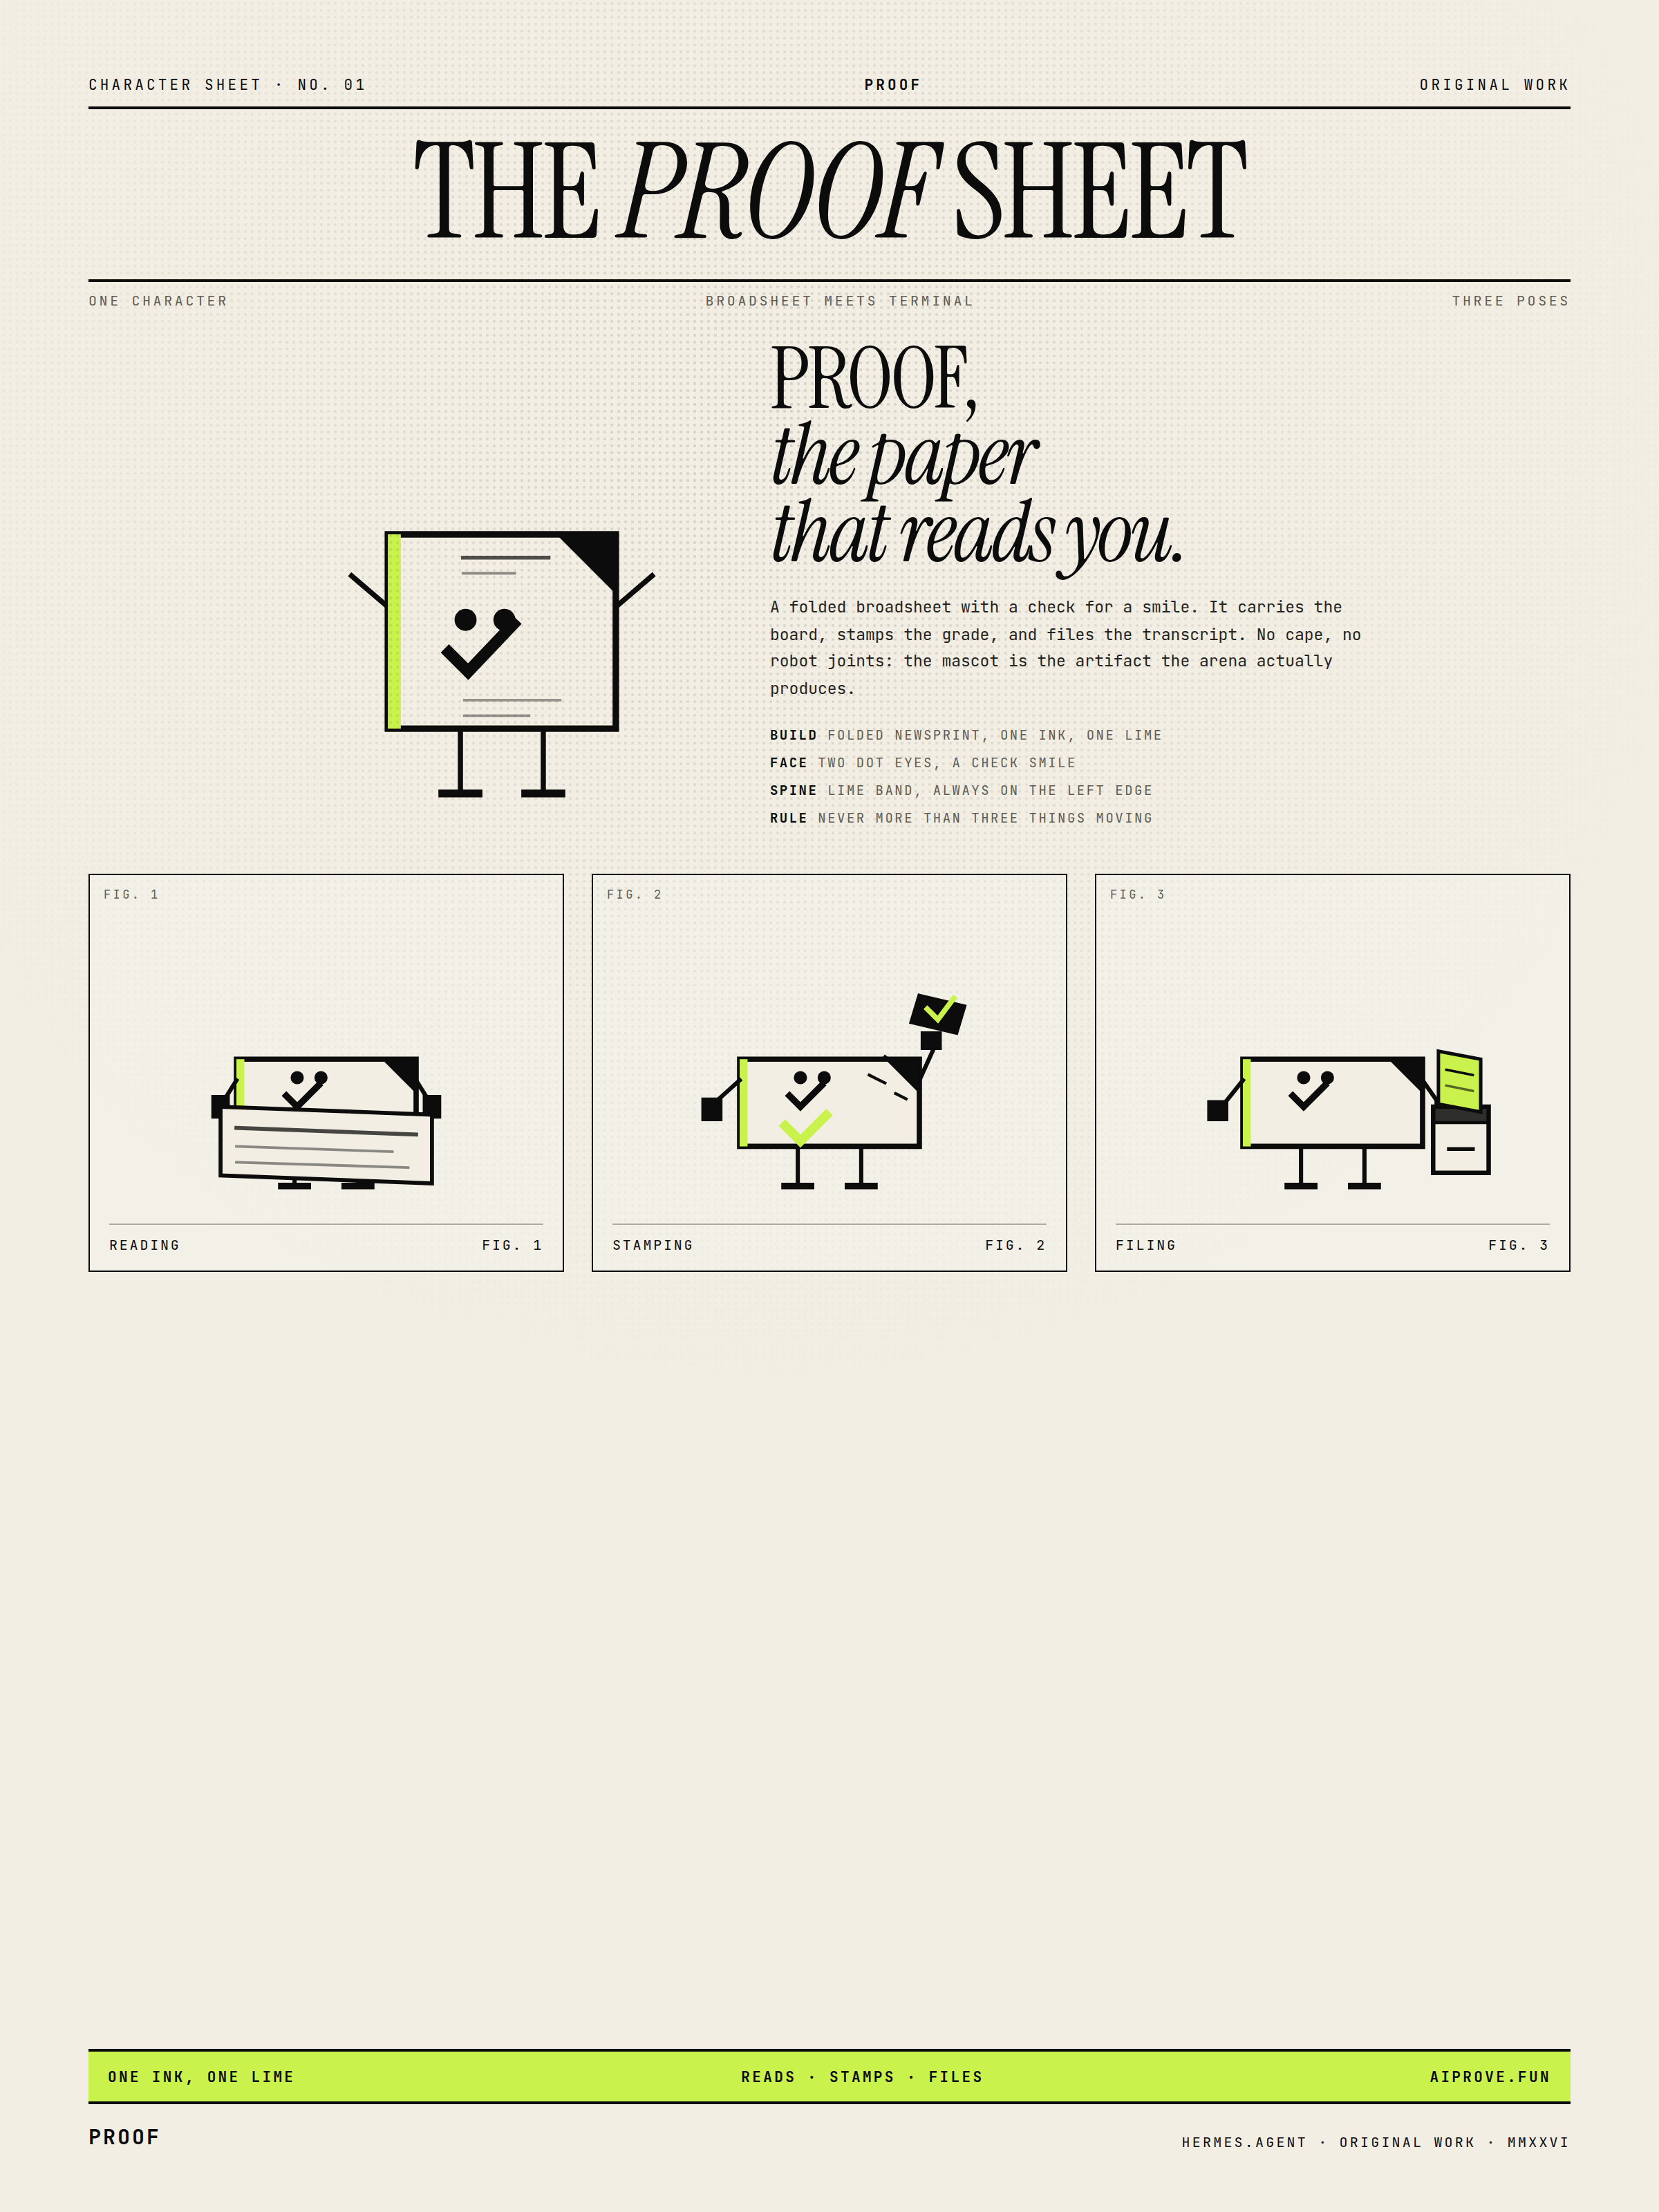 CHARACTER SHEET · NO. 01
PROOF
ORIGINAL WORK
THE PROOF SHEET
ONE CHARACTER
BROADSHEET MEETS TERMINAL
THREE POSES
PROOF,
the paper
that reads you.
A folded broadsheet with a check for a smile. It carries the
board, stamps the grade, and files the transcript. No cape, no
robot joints: the mascot is the artifact the arena actually
produces.
BUILD FOLDED NEWSPRINT, ONE INK, ONE LIME
FACE TWO DOT EYES, A CHECK SMILE
SPINE LIME BAND, ALWAYS ON THE LEFT EDGE
RULE NEVER MORE THAN THREE THINGS MOVING
FIG. 1
READING
FIG. 1
FIG. 2
STAMPING
FIG. 2
FIG. 3
FILING
FIG. 3
ONE INK, ONE LIME
READS · STAMPS · FILES
AIPROVE.FUN
PROOF
HERMES.AGENT · ORIGINAL WORK · MMXXVI